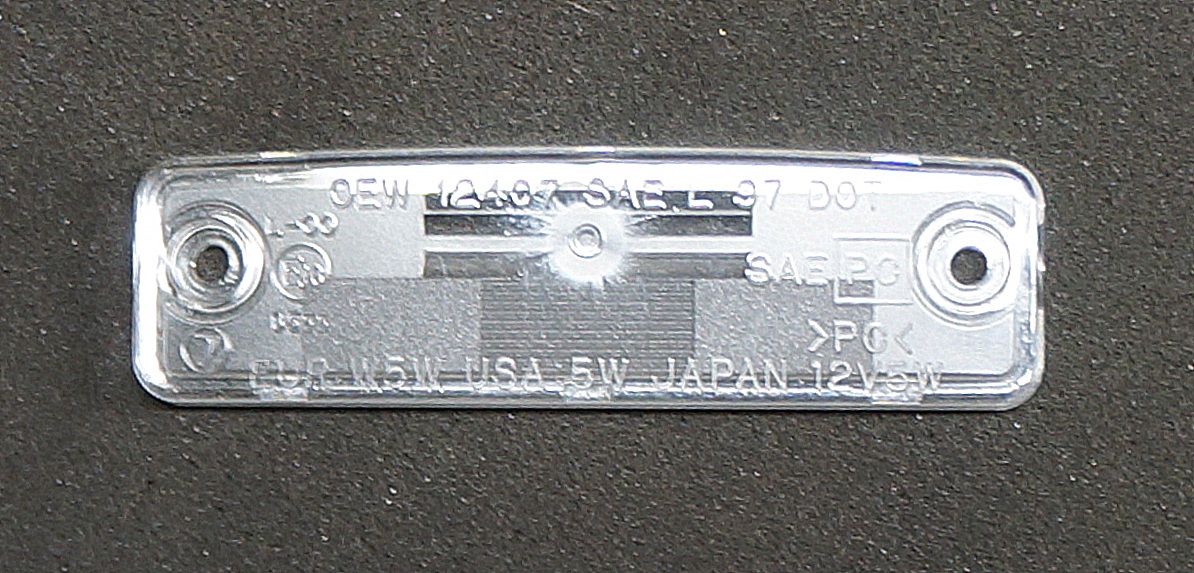 OEW 12407 SAE L 97 DOT
SAE PC
>PC<
EUR.W5W USA:5W JAPAN 12V5W